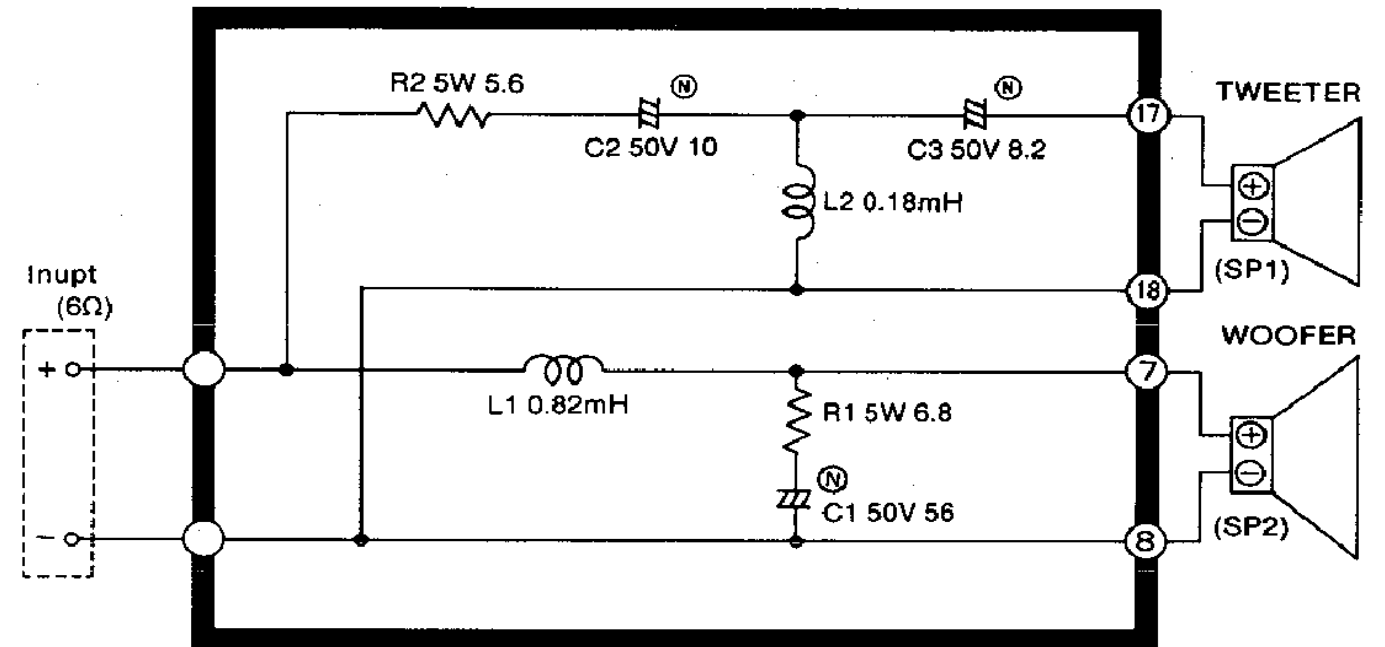 R2 5W 5.6
N
C2 50V 10
N
C3 50V 8.2
17
TWEETER
+
−
L2 0.18mH
(SP1)
18
Inupt
(6Ω)
WOOFER
+
7
L1 0.82mH
R1 5W 6.8
+
−
N
C1 50V 56
(SP2)
−
8